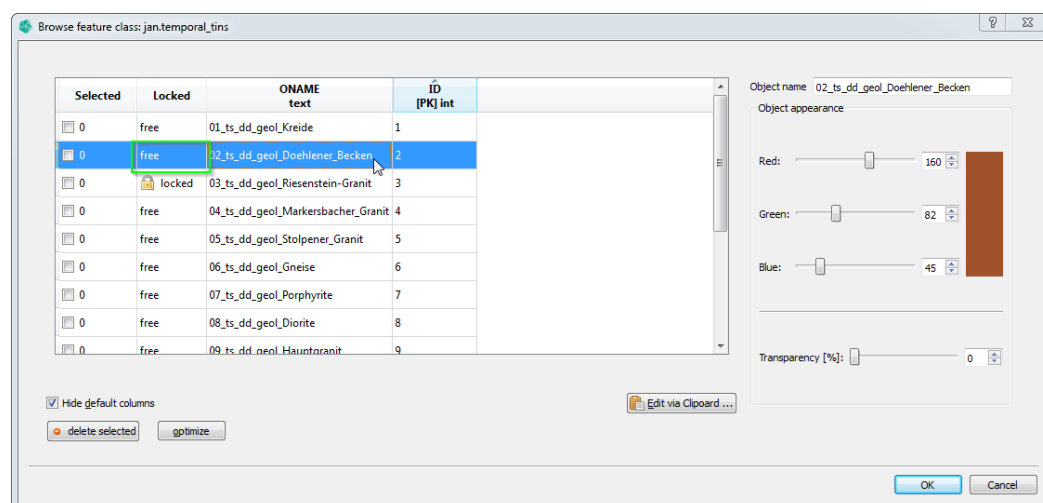 Browse feature class: jan.temporal_tins
Selected Locked ONAME text ID [PK] int
0 free 01_ts_dd_geol_Kreide 1
0 free 02_ts_dd_geol_Doehlener_Becken 2
0 locked 03_ts_dd_geol_Riesenstein-Granit 3
0 free 04_ts_dd_geol_Markersbacher_Granit 4
0 free 05_ts_dd_geol_Stolpener_Granit 5
0 free 06_ts_dd_geol_Gneise 6
0 free 07_ts_dd_geol_Porphyrite 7
0 free 08_ts_dd_geol_Diorite 8
0 free 09_ts_dd_geol_Hauptgranit 9
Object name 02_ts_dd_geol_Doehlener_Becken
Object appearance
Red: 160
Green: 82
Blue: 45
Transparency [%]: 0
Hide default columns
Edit via Clipoard ...
delete selected optimize
OK Cancel